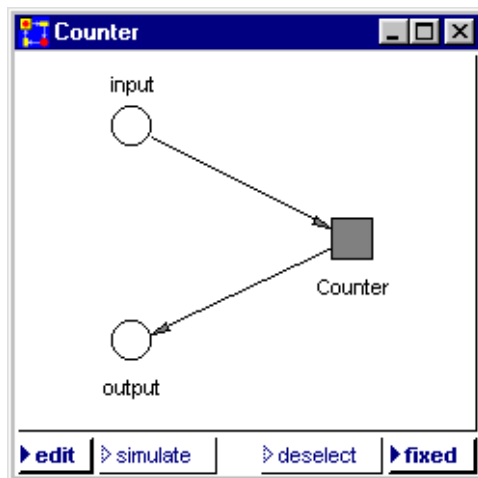 Counter
input
Counter
output
edit simulate deselect fixed